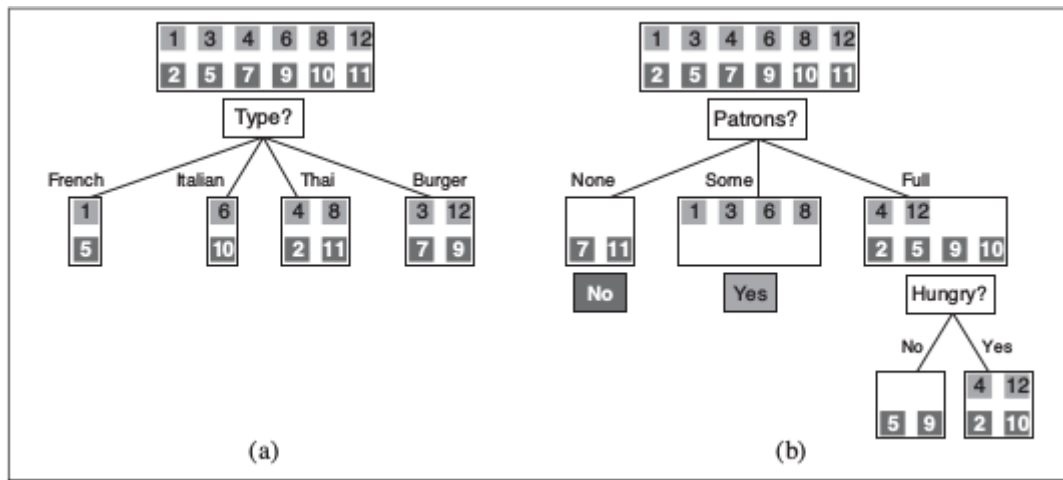 1 3 4 6 8 12
2 5 7 9 10 11
Type?
French Italian Thai Burger
1 6 4 8 3 12
5 10 2 11 7 9
(a)
1 3 4 6 8 12
2 5 7 9 10 11
Patrons?
None Some Full
1 3 6 8 4 12
7 11 2 5 9 10
No Yes Hungry?
No Yes
4 12
5 9 2 10
(b)